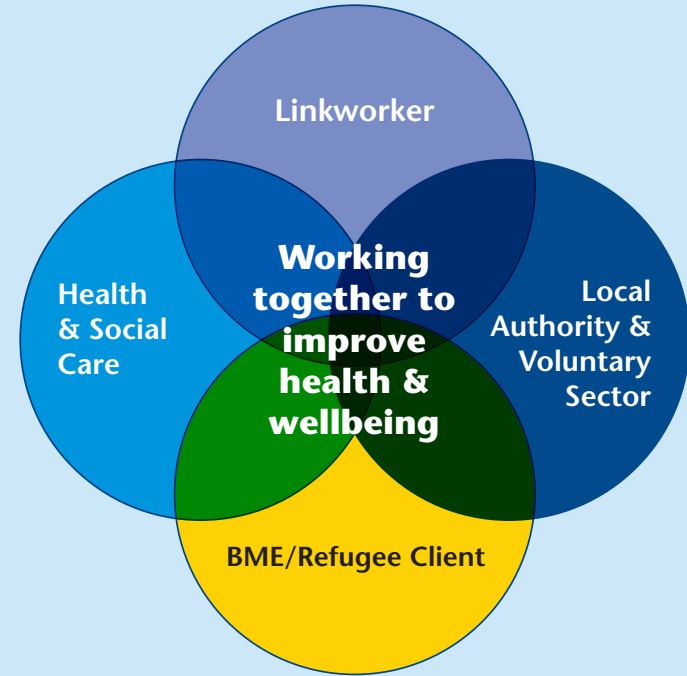 Linkworker
Health
& Social
Care
Working
together to
improve
health &
wellbeing
Local
Authority &
Voluntary
Sector
BME/Refugee Client